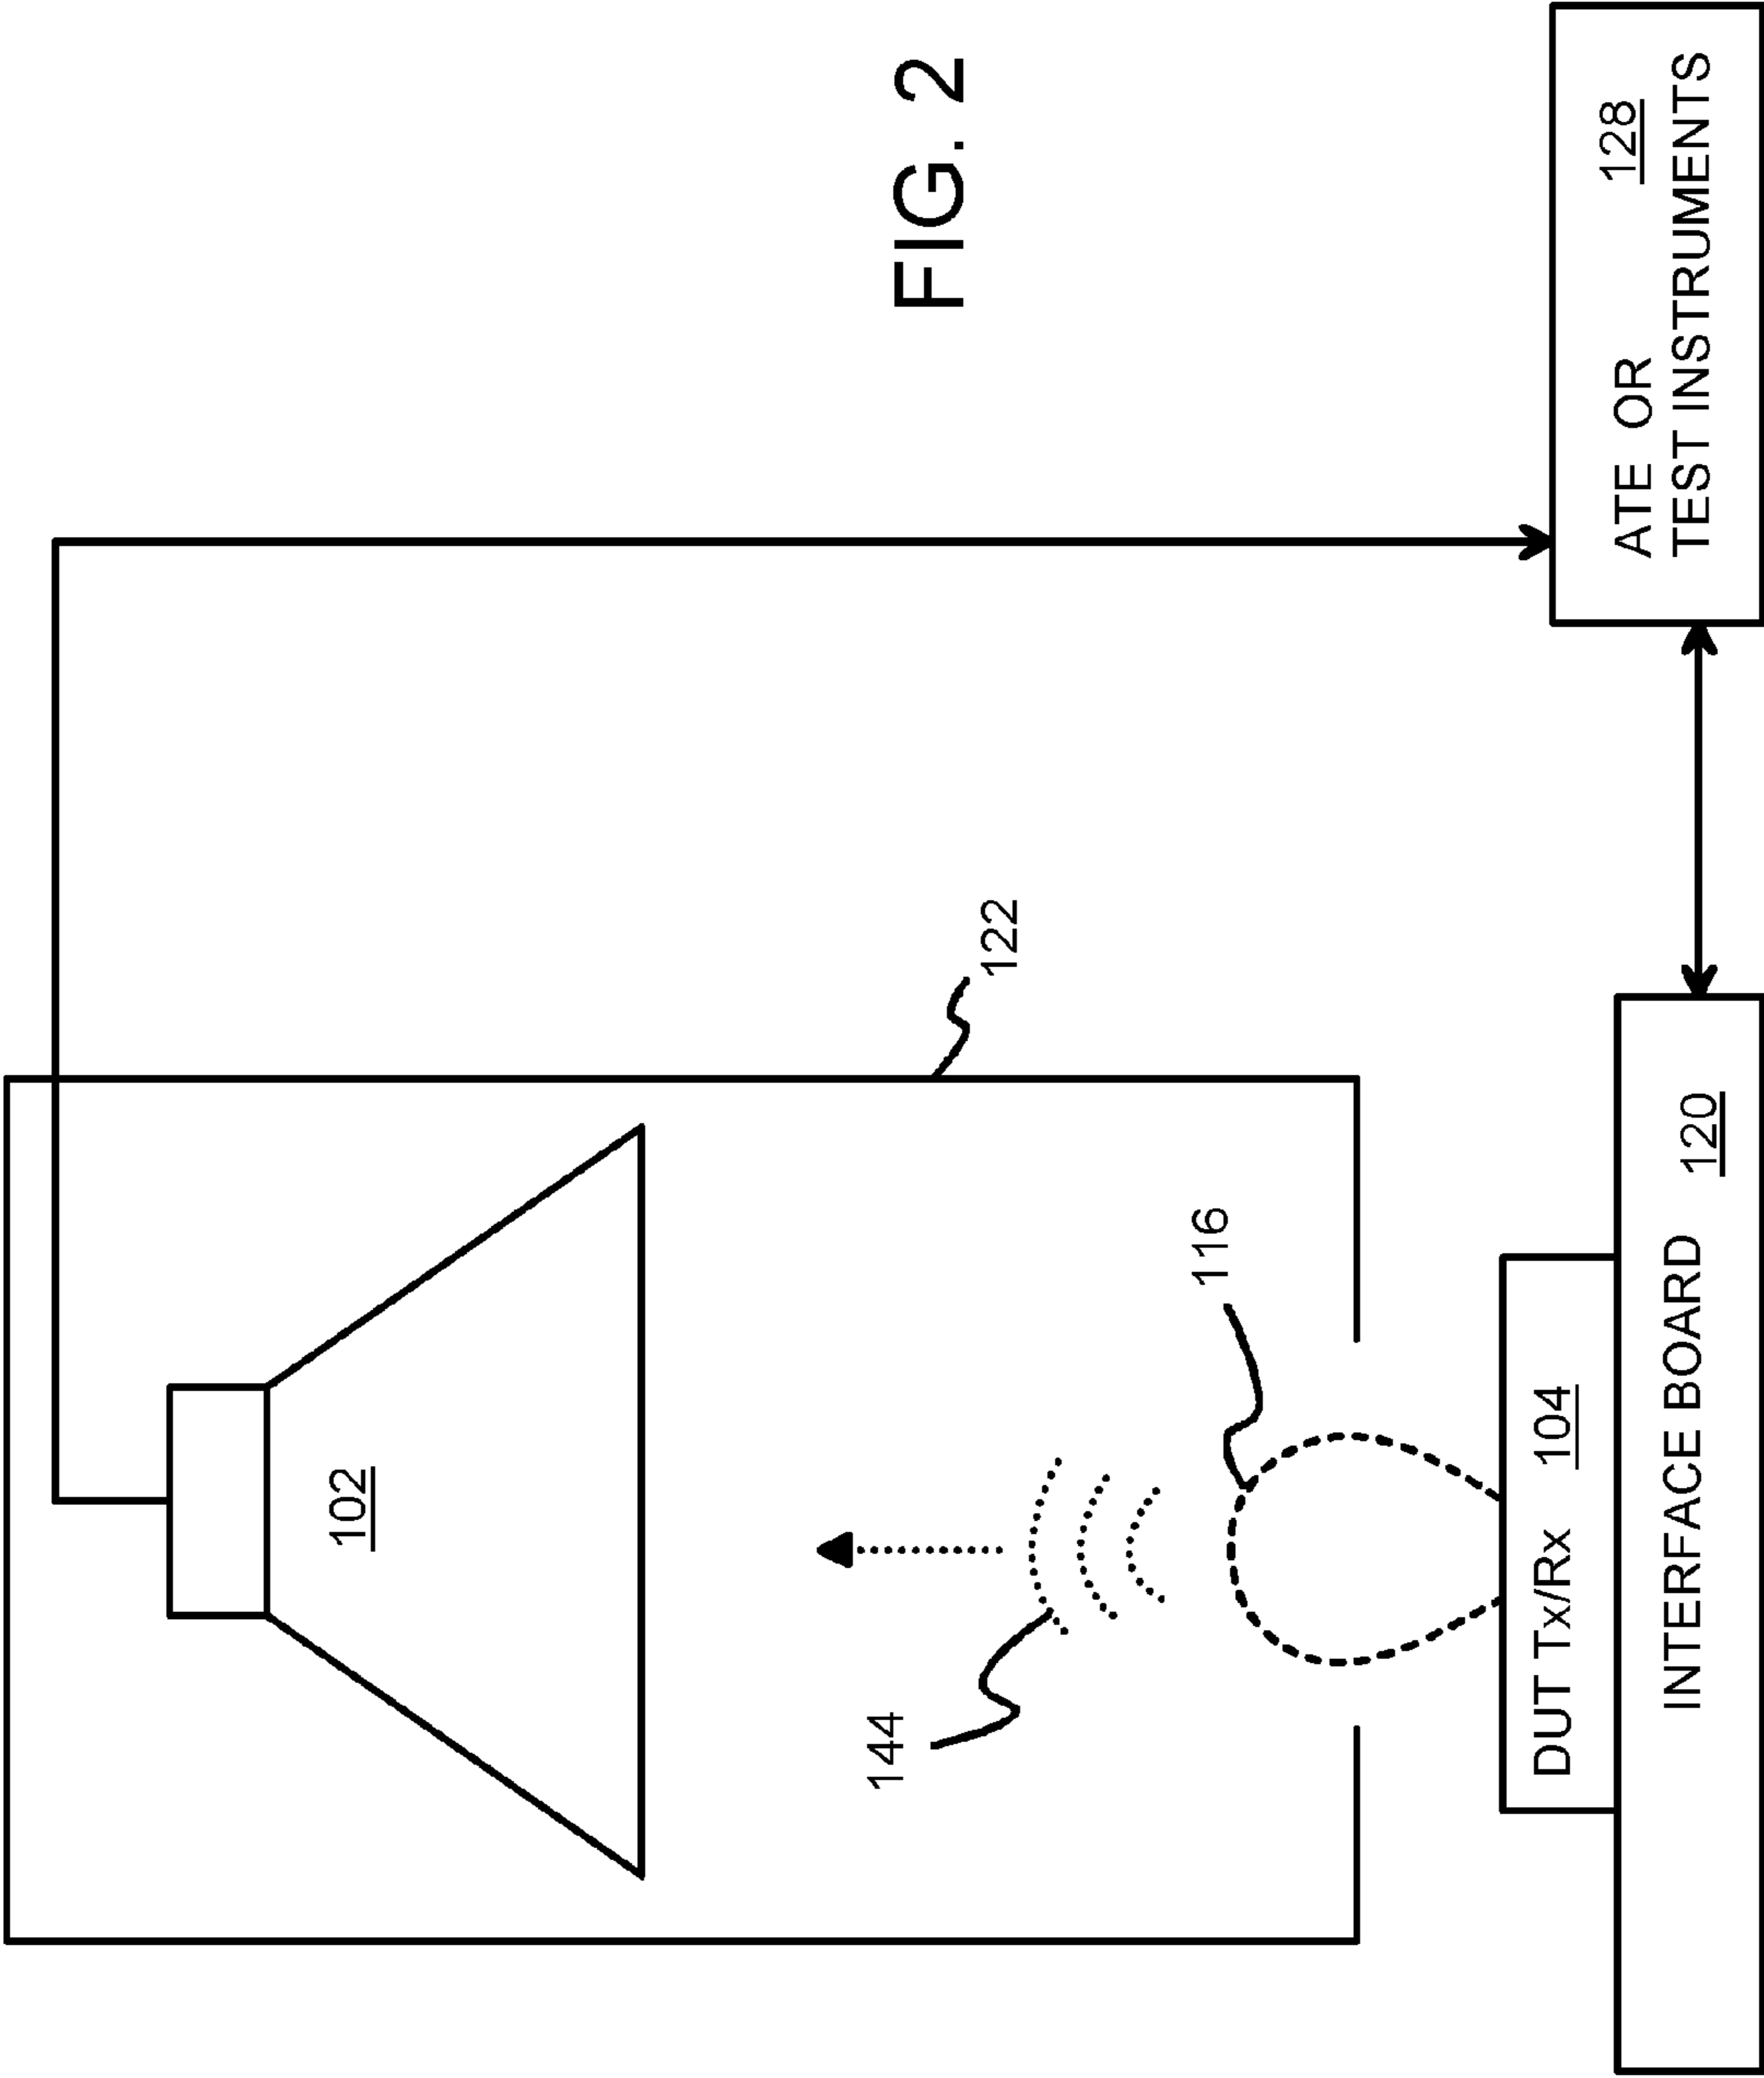 102
144
116
122
DUT Tx/Rx 104
INTERFACE BOARD 120
ATE OR 128
TEST INSTRUMENTS
FIG. 2